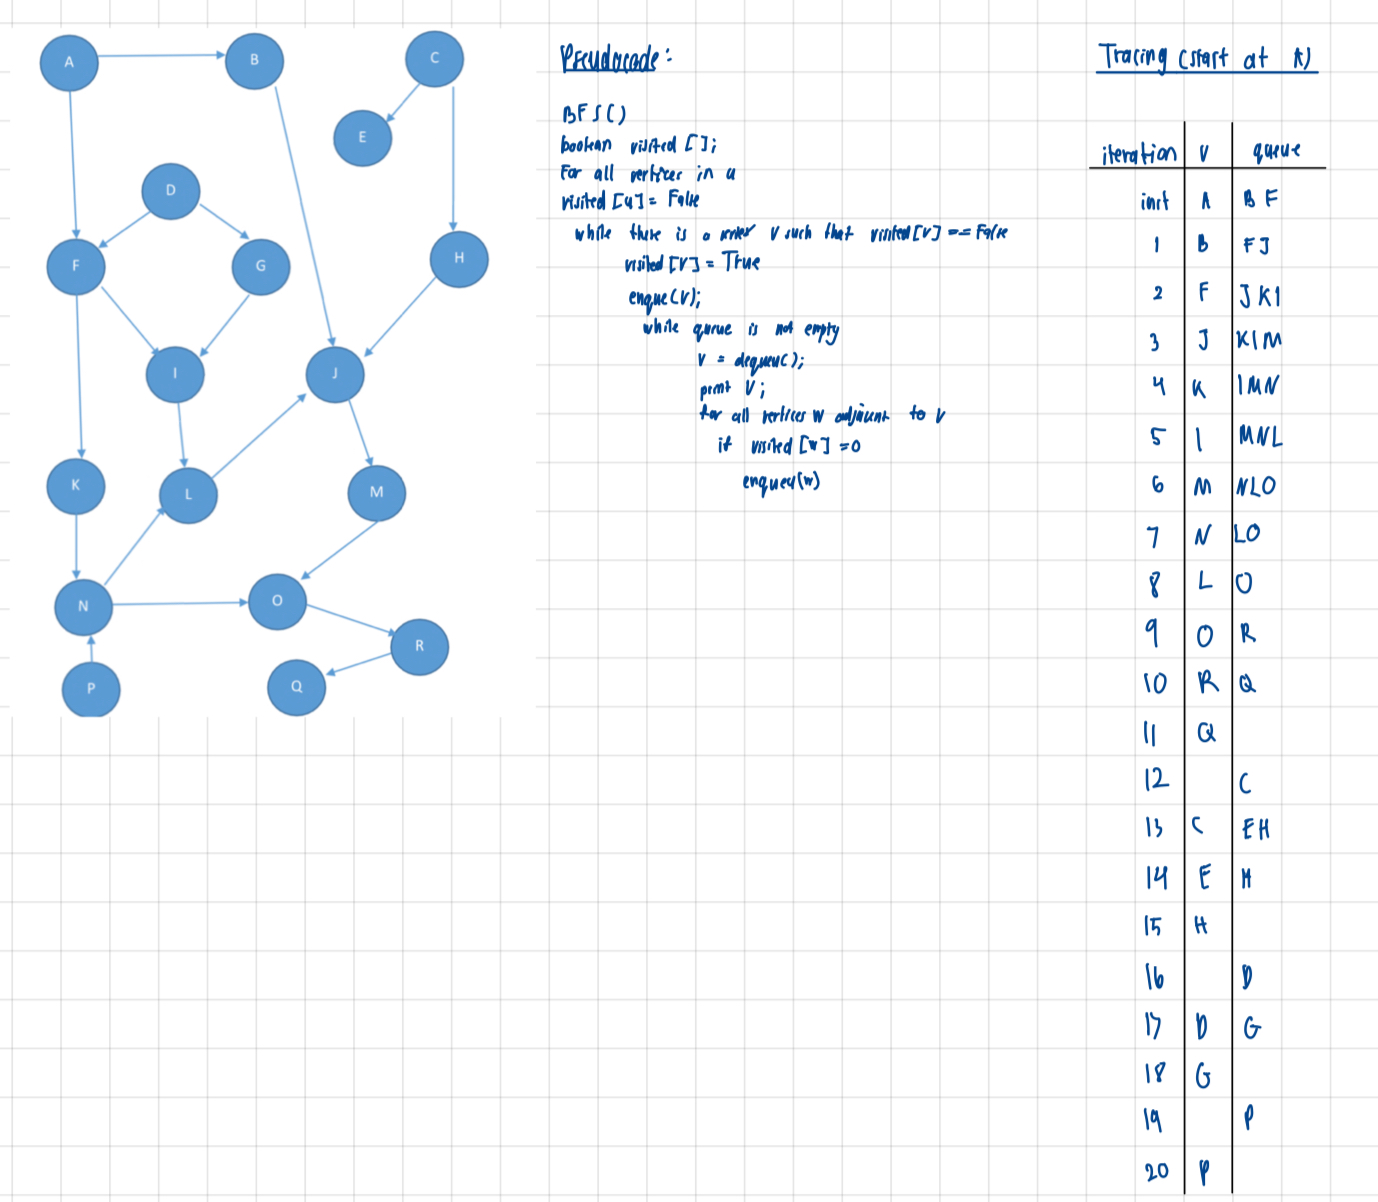 A
B
C
E
D
F
G
H
I
J
K
L
M
N
O
R
Q
P
Pseudocode:
BFS()
boolean visited [];
For all vertices in u
visited [u] = False
while there is a vertex v such that visited[v] == False
visited [v] = True
enque(v);
while queue is not empty
v = dequeue();
print v;
for all vertices w adjacent to v
if visited [w] =0
enqueu(w)
Tracing (start at A)
iteration V queue
init A B F
1 B F J
2 F J K I
3 J K I M
4 K I M N
5 I M N L
6 M N L O
7 N L O
8 L O
9 O R
10 R Q
11 Q
12 C
13 C E H
14 E H
15 H
16 D
17 D G
18 G
19 P
20 P